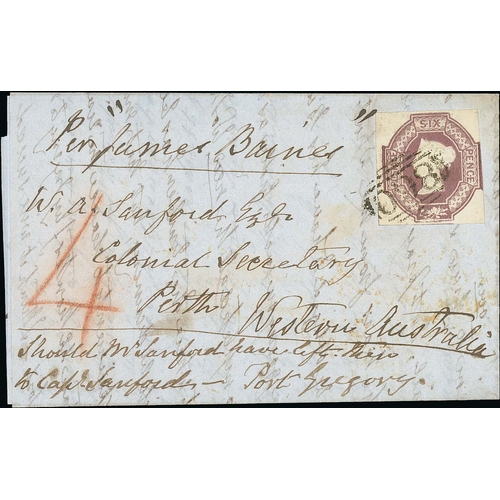 Per "James Baines"
SIX
PENCE
W. A. Sanford Esqr
Colonial Secretary
4
Perth
Western Australia
Should Mr Sanford have left then
to Capt Sanford –
Port Gregory.